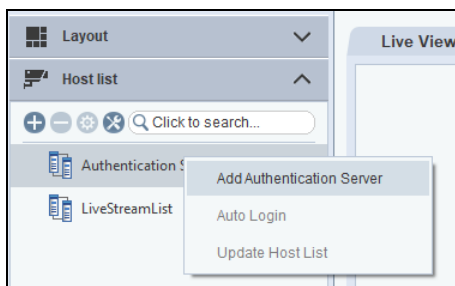 Layout
Live View
Host list
Click to search...
Authentication S
Add Authentication Server
Auto Login
LiveStreamList
Update Host List